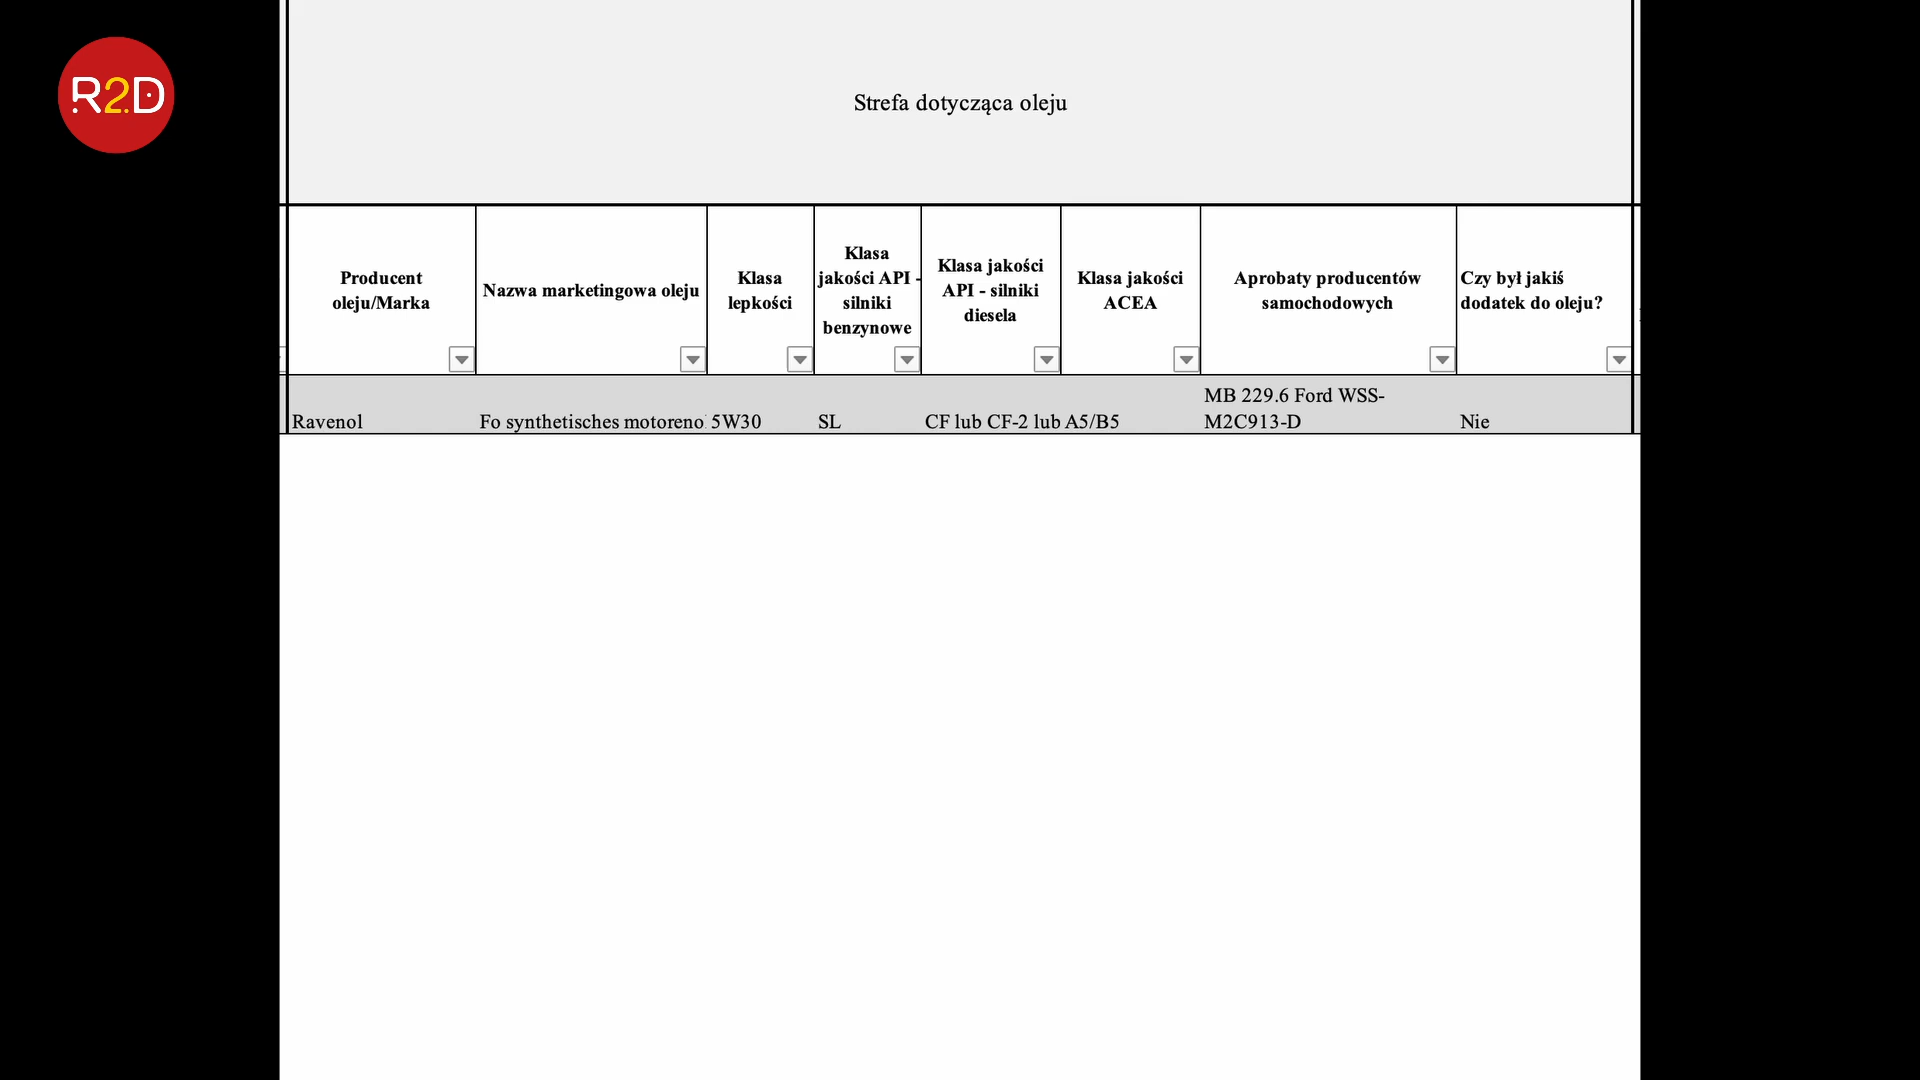 R2D
Strefa dotycząca oleju
Producent
oleju/Marka
Nazwa marketingowa oleju
Klasa
lepkości
Klasa
jakości API -
silniki
benzynowe
Klasa jakości
API - silniki
diesela
Klasa jakości
ACEA
Aprobaty producentów
samochodowych
Czy był jakiś
dodatek do oleju?
Ravenol
Fo synthetisches motoreno
5W30
SL
CF lub CF-2 lub
A5/B5
MB 229.6 Ford WSS-
M2C913-D
Nie